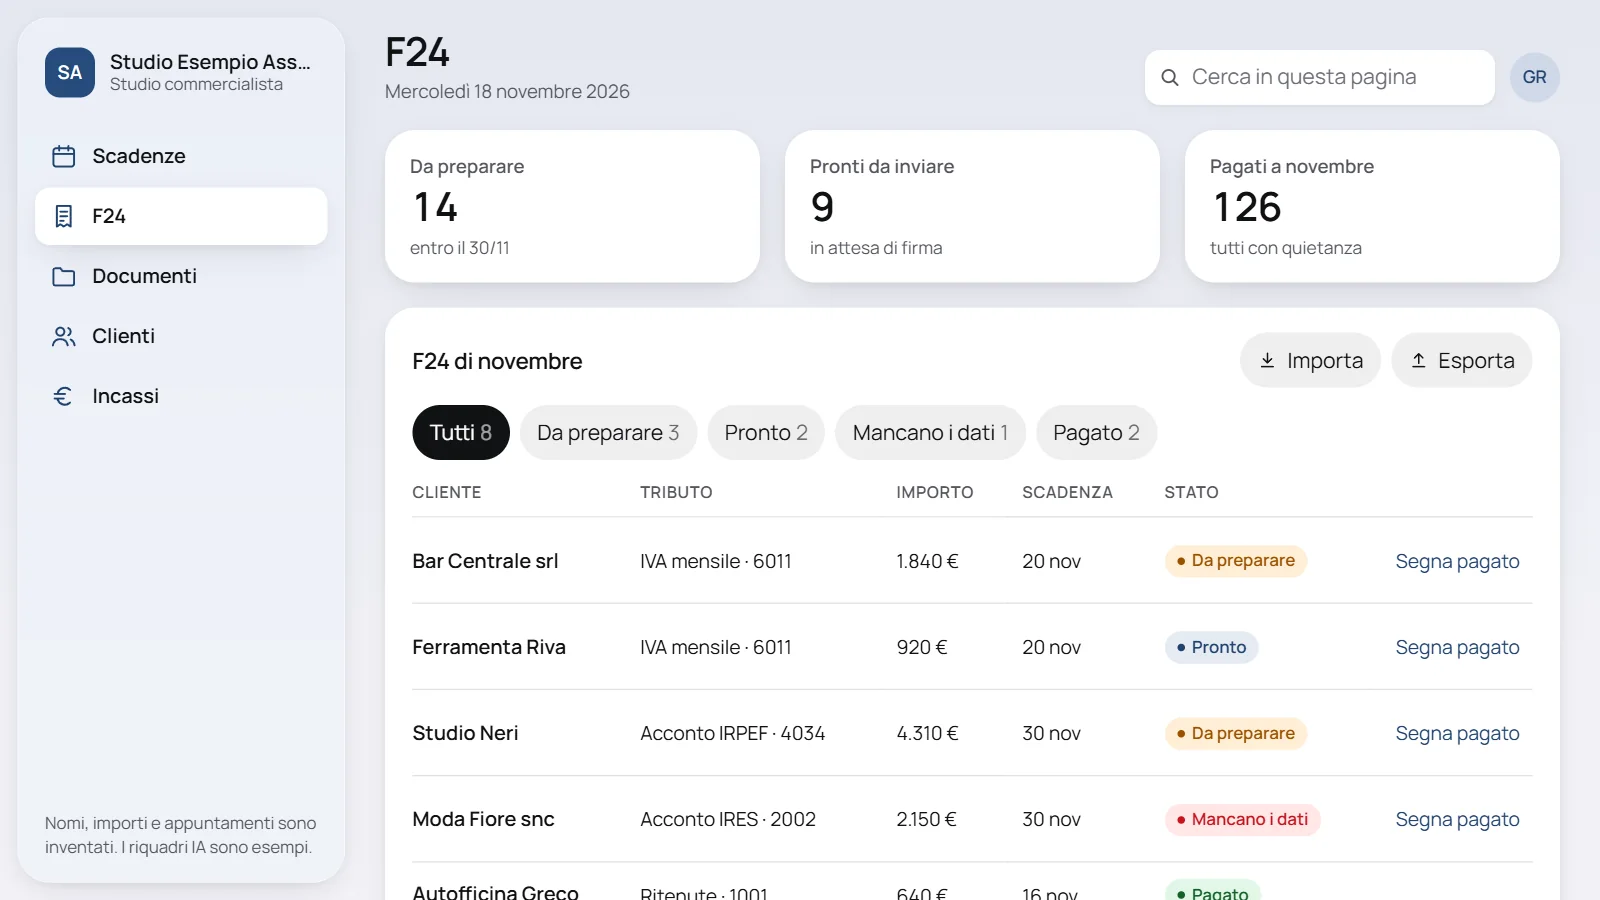 SA
Studio Esempio Ass...
Studio commercialista
Scadenze
F24
Documenti
Clienti
Incassi
Nomi, importi e appuntamenti sono
inventati. I riquadri IA sono esempi.
F24
Mercoledì 18 novembre 2026
Cerca in questa pagina
GR
Da preparare
14
entro il 30/11
Pronti da inviare
9
in attesa di firma
Pagati a novembre
126
tutti con quietanza
F24 di novembre
Importa
Esporta
Tutti 8
Da preparare 3
Pronto 2
Mancano i dati 1
Pagato 2
CLIENTE TRIBUTO IMPORTO SCADENZA STATO
Bar Centrale srl IVA mensile · 6011 1.840 € 20 nov Da preparare Segna pagato
Ferramenta Riva IVA mensile · 6011 920 € 20 nov Pronto Segna pagato
Studio Neri Acconto IRPEF · 4034 4.310 € 30 nov Da preparare Segna pagato
Moda Fiore snc Acconto IRES · 2002 2.150 € 30 nov Mancano i dati Segna pagato
Autofficina Greco Ritenute · 1001 640 € 16 nov Pagato